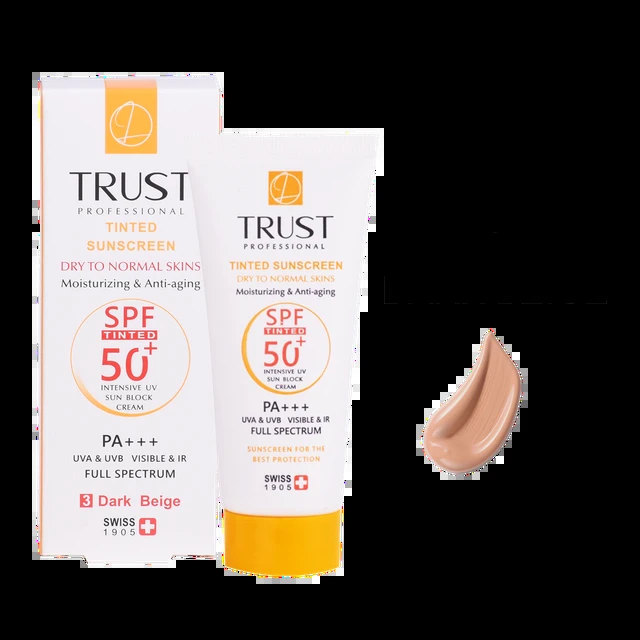 TRUST
PROFESSIONAL
TINTED
SUNSCREEN
DRY TO NORMAL SKINS
Moisturizing & Anti-aging
SPF
TINTED
50+
INTENSIVE UV
SUN BLOCK
CREAM
PA+++
UVA & UVB VISIBLE & IR
FULL SPECTRUM
3 Dark Beige
SWISS
1905
TRUST
PROFESSIONAL
TINTED SUNSCREEN
DRY TO NORMAL SKINS
Moisturizing & Anti-aging
SPF
TINTED
50+
INTENSIVE UV
SUN BLOCK
CREAM
PA+++
UVA & UVB VISIBLE & IR
FULL SPECTRUM
SUNSCREEN FOR THE
BEST PROTECTION
SWISS
1905